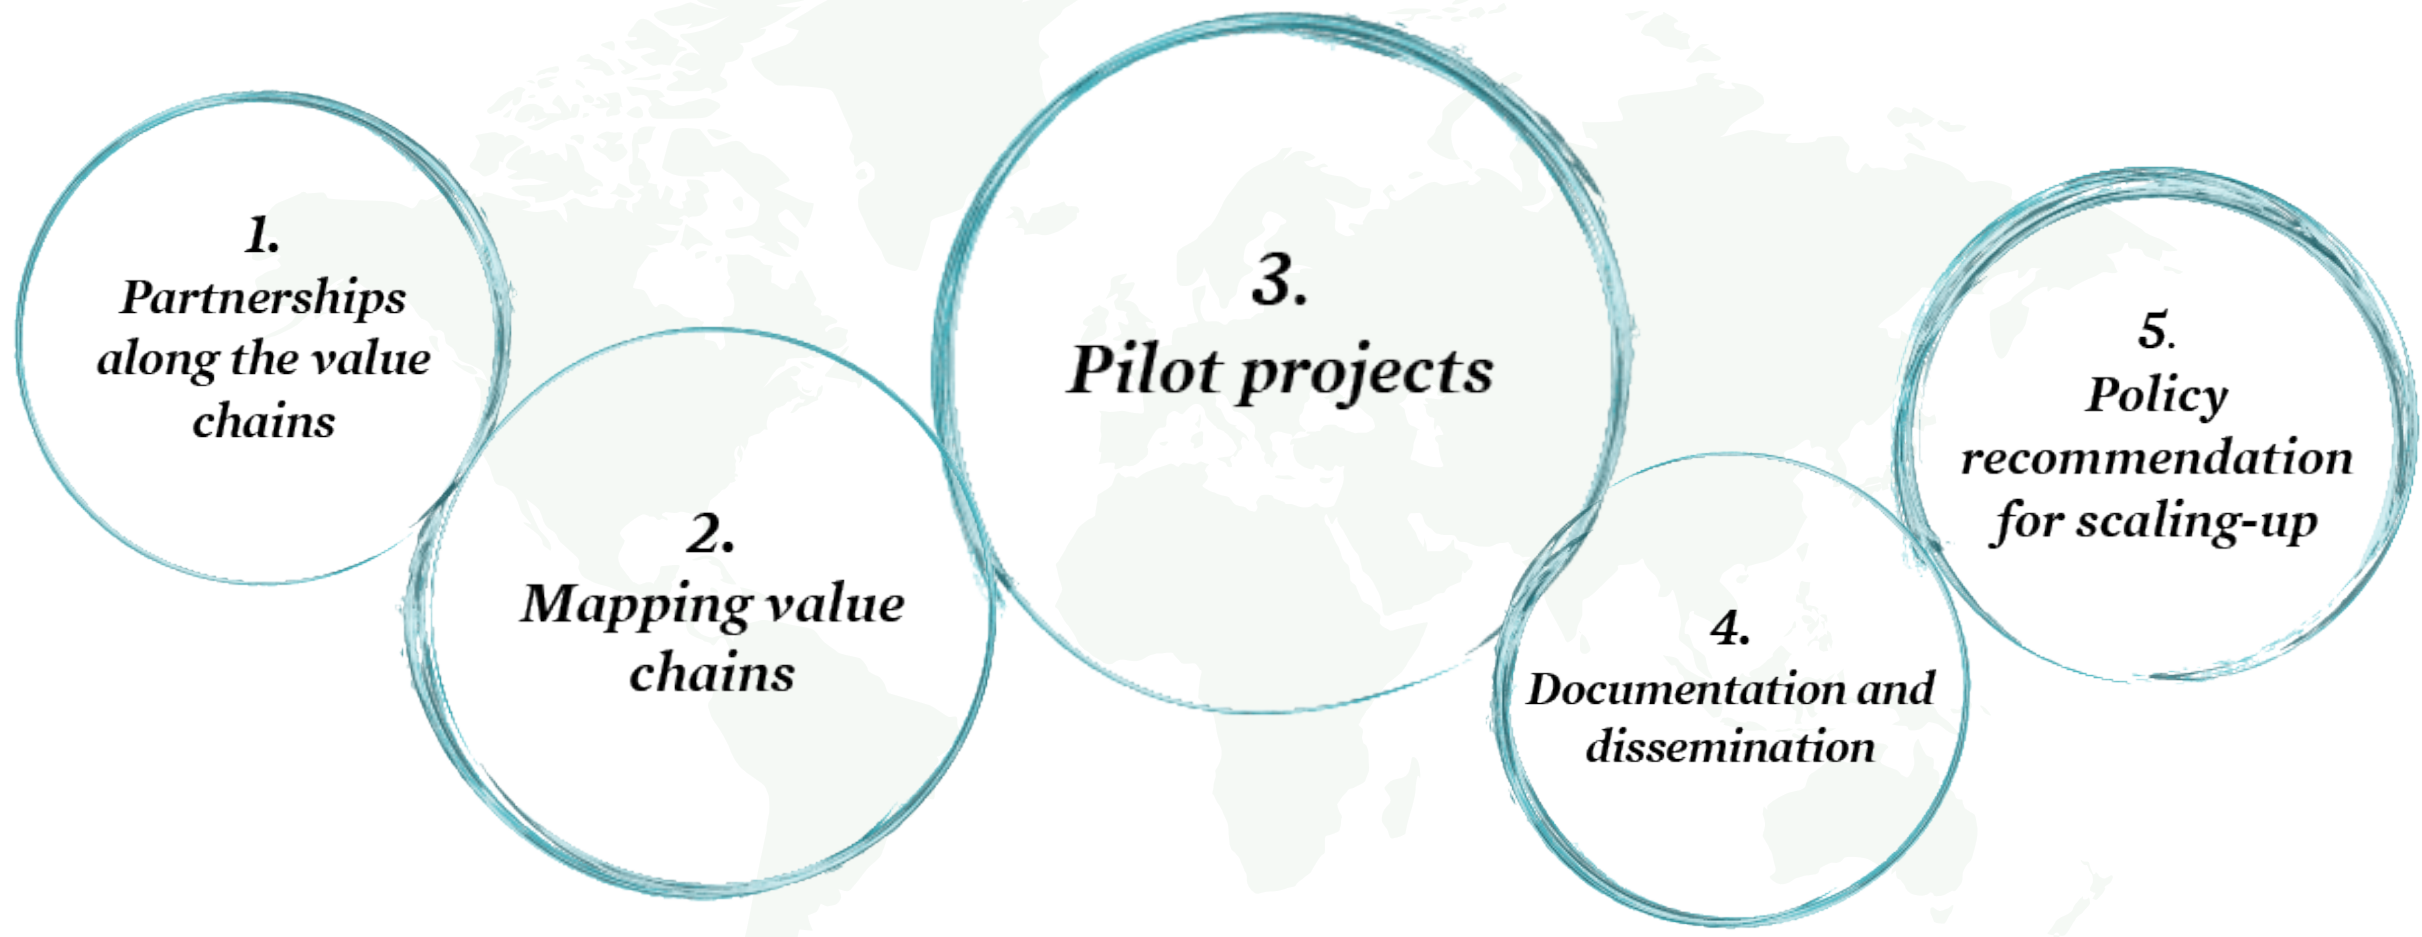 1.
Partnerships
along the value
chains
2.
Mapping value
chains
3.
Pilot projects
4.
Documentation and
dissemination
5.
Policy
recommendation
for scaling-up